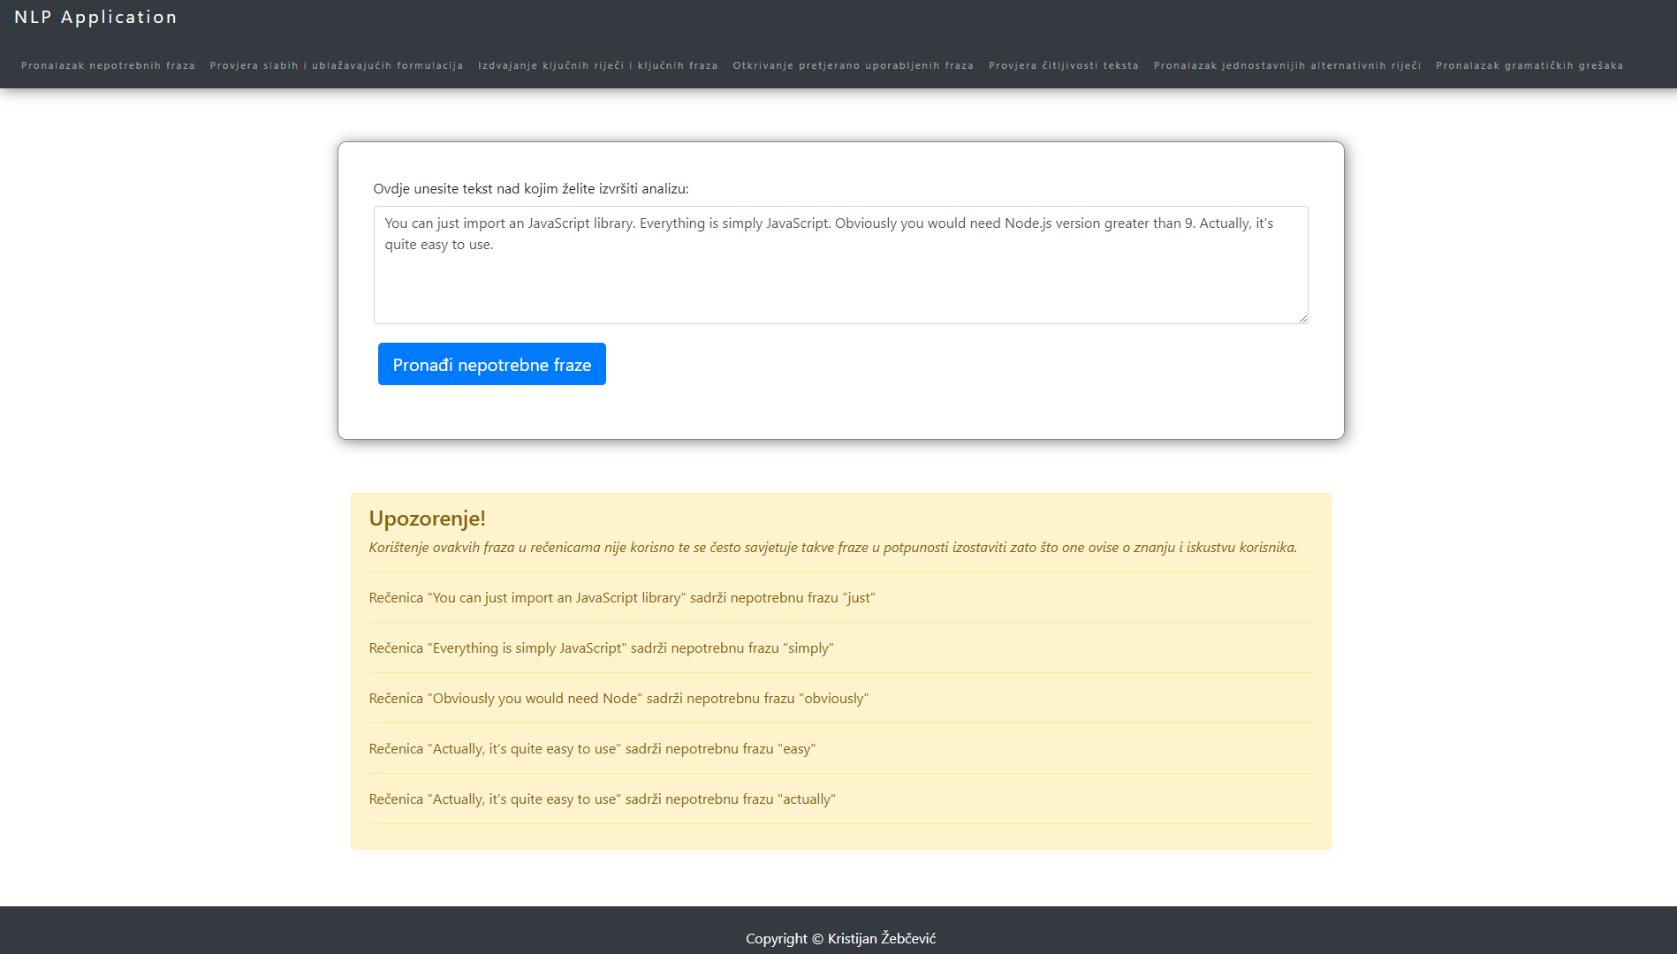 NLP Application
Pronalazak nepotrebnih fraza Provjera slabih i ublažavajućih formulacija Izdvajanje ključnih riječi i ključnih fraza Otkrivanje pretjerano uporabljenih fraza Provjera čitljivosti teksta Pronalazak jednostavnijih alternativnih riječi Pronalazak gramatičkih grešaka
Ovdje unesite tekst nad kojim želite izvršiti analizu:
You can just import an JavaScript library. Everything is simply JavaScript. Obviously you would need Node.js version greater than 9. Actually, it's
quite easy to use.
Pronađi nepotrebne fraze
Upozorenje!
Korištenje ovakvih fraza u rečenicama nije korisno te se često savjetuje takve fraze u potpunosti izostaviti zato što one ovise o znanju i iskustvu korisnika.
Rečenica "You can just import an JavaScript library" sadrži nepotrebnu frazu "just"
Rečenica "Everything is simply JavaScript" sadrži nepotrebnu frazu "simply"
Rečenica "Obviously you would need Node" sadrži nepotrebnu frazu "obviously"
Rečenica "Actually, it's quite easy to use" sadrži nepotrebnu frazu "easy"
Rečenica "Actually, it's quite easy to use" sadrži nepotrebnu frazu "actually"
Copyright © Kristijan Žebčević